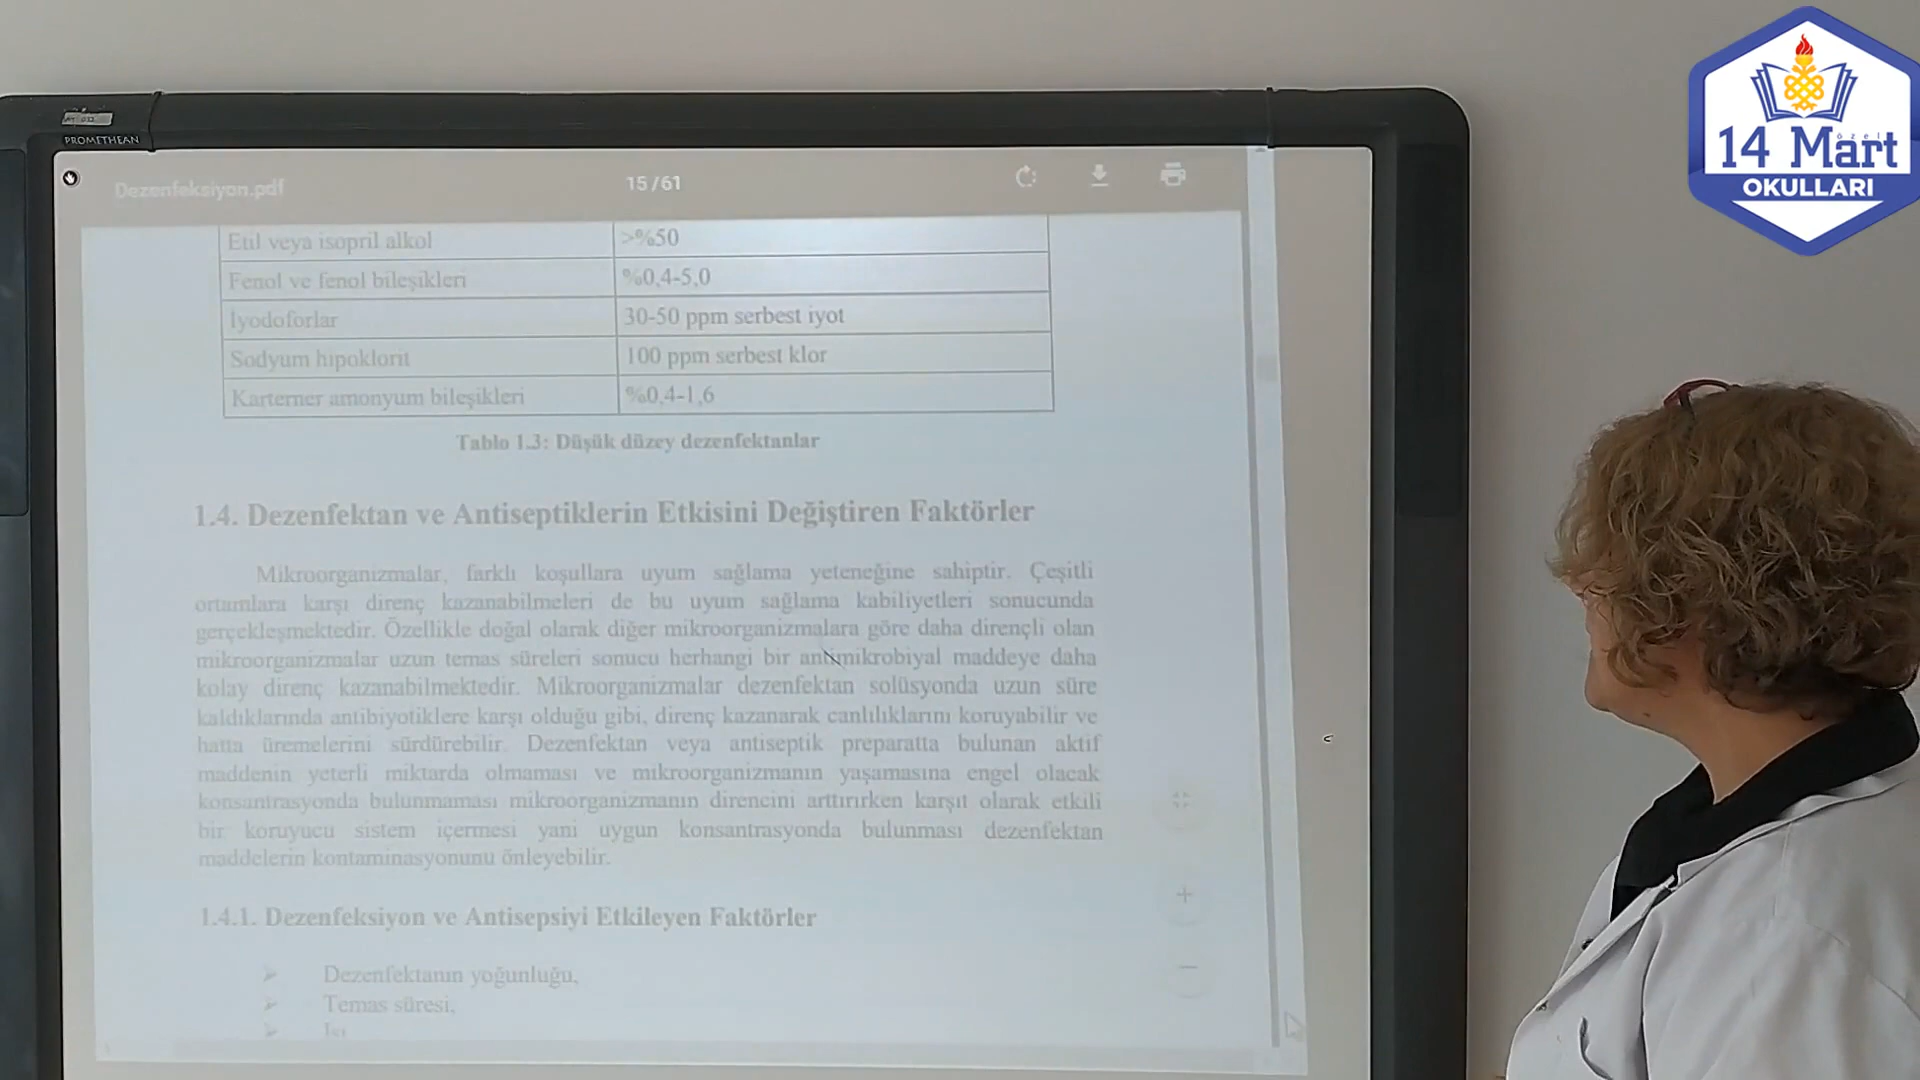 PROMETHEAN
Dezenfeksiyon.pdf
15 / 61
Etil veya isopril alkol
>%50
Fenol ve fenol bileşikleri
%0,4-5,0
İyodoforlar
30-50 ppm serbest iyot
Sodyum hipoklorit
100 ppm serbest klor
Karterner amonyum bileşikleri
%0,4-1,6
Tablo 1.3: Düşük düzey dezenfektanlar
1.4. Dezenfektan ve Antiseptiklerin Etkisini Değiştiren Faktörler
Mikroorganizmalar, farklı koşullara uyum sağlama yeteneğine sahiptir. Çeşitli
ortamlara karşı direnç kazanabilmeleri de bu uyum sağlama kabiliyetleri sonucunda
gerçekleşmektedir. Özellikle doğal olarak diğer mikroorganizmalara göre daha dirençli olan
mikroorganizmalar uzun temas süreleri sonucu herhangi bir antimikrobiyal maddeye daha
kolay direnç kazanabilmektedir. Mikroorganizmalar dezenfektan solüsyonda uzun süre
kaldıklarında antibiyotiklere karşı olduğu gibi, direnç kazanarak canlılıklarını koruyabilir ve
hatta üremelerini sürdürebilir. Dezenfektan veya antiseptik preparatta bulunan aktif
maddenin yeterli miktarda olmaması ve mikroorganizmanın yaşamasına engel olacak
konsantrasyonda bulunmaması mikroorganizmanın direncini arttırırken karşıt olarak etkili
bir koruyucu sistem içermesi yani uygun konsantrasyonda bulunması dezenfektan
maddelerin kontaminasyonunu önleyebilir.
1.4.1. Dezenfeksiyon ve Antisepsiyi Etkileyen Faktörler
➢ Dezenfektanın yoğunluğu,
➢ Temas süresi,
özel
14 Mart
OKULLARI